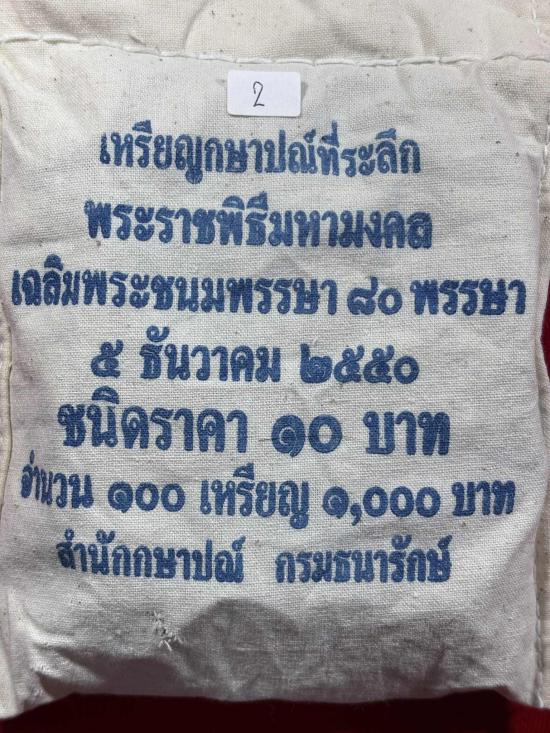 2
เหรียญกษาปณ์ที่ระลึก
พระราชพิธีมหามงคล
เฉลิมพระชนมพรรษา ๘๐ พรรษา
๕ ธันวาคม ๒๕๕๐
ชนิดราคา ๑๐ บาท
จำนวน ๑๐๐ เหรียญ ๑,๐๐๐ บาท
สำนักกษาปณ์ กรมธนารักษ์